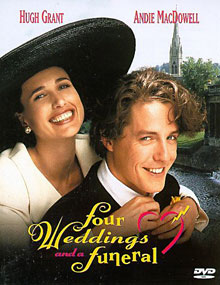 HUGH GRANT ANDIE MACDOWELL
four
Weddings
and a
funeral
DVD